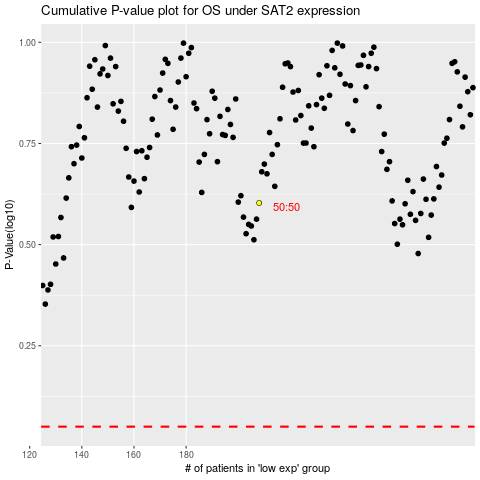 Cumulative P-value plot for OS under SAT2 expression
1.00
0.75
0.50
0.25
P-Value(log10)
50:50
120 140 160 180
# of patients in 'low exp' group